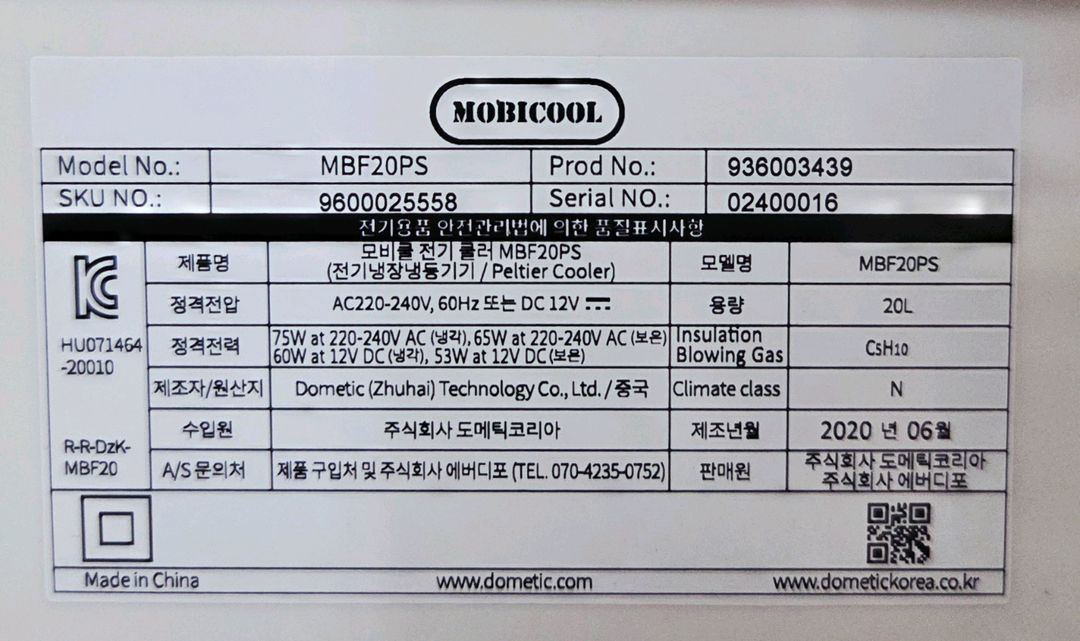 MOBICOOL
Model No.: MBF20PS Prod No.: 936003439
SKU NO.: 9600025558 Serial NO.: 02400016
전기용품 안전관리법에 의한 품질표시사항
제품명 모비쿨 전기 쿨러 MBF20PS
(전기냉장냉동기기 / Peltier Cooler) 모델명 MBF20PS
정격전압 AC220-240V, 60Hz 또는 DC 12V 용량 20L
HU071464
-20010
정격전력 75W at 220-240V AC (냉각), 65W at 220-240V AC (보온)
60W at 12V DC (냉각), 53W at 12V DC (보온)
Insulation
Blowing Gas C5H10
제조자/원산지 Dometic (Zhuhai) Technology Co., Ltd. / 중국 Climate class N
수입원 주식회사 도메틱코리아 제조년월 2020 년 06월
R-R-DzK-
MBF20
A/S 문의처 제품 구입처 및 주식회사 에버디포 (TEL. 070-4235-0752) 판매원 주식회사 도메틱코리아
주식회사 에버디포
Made in China www.dometic.com www.dometickorea.co.kr